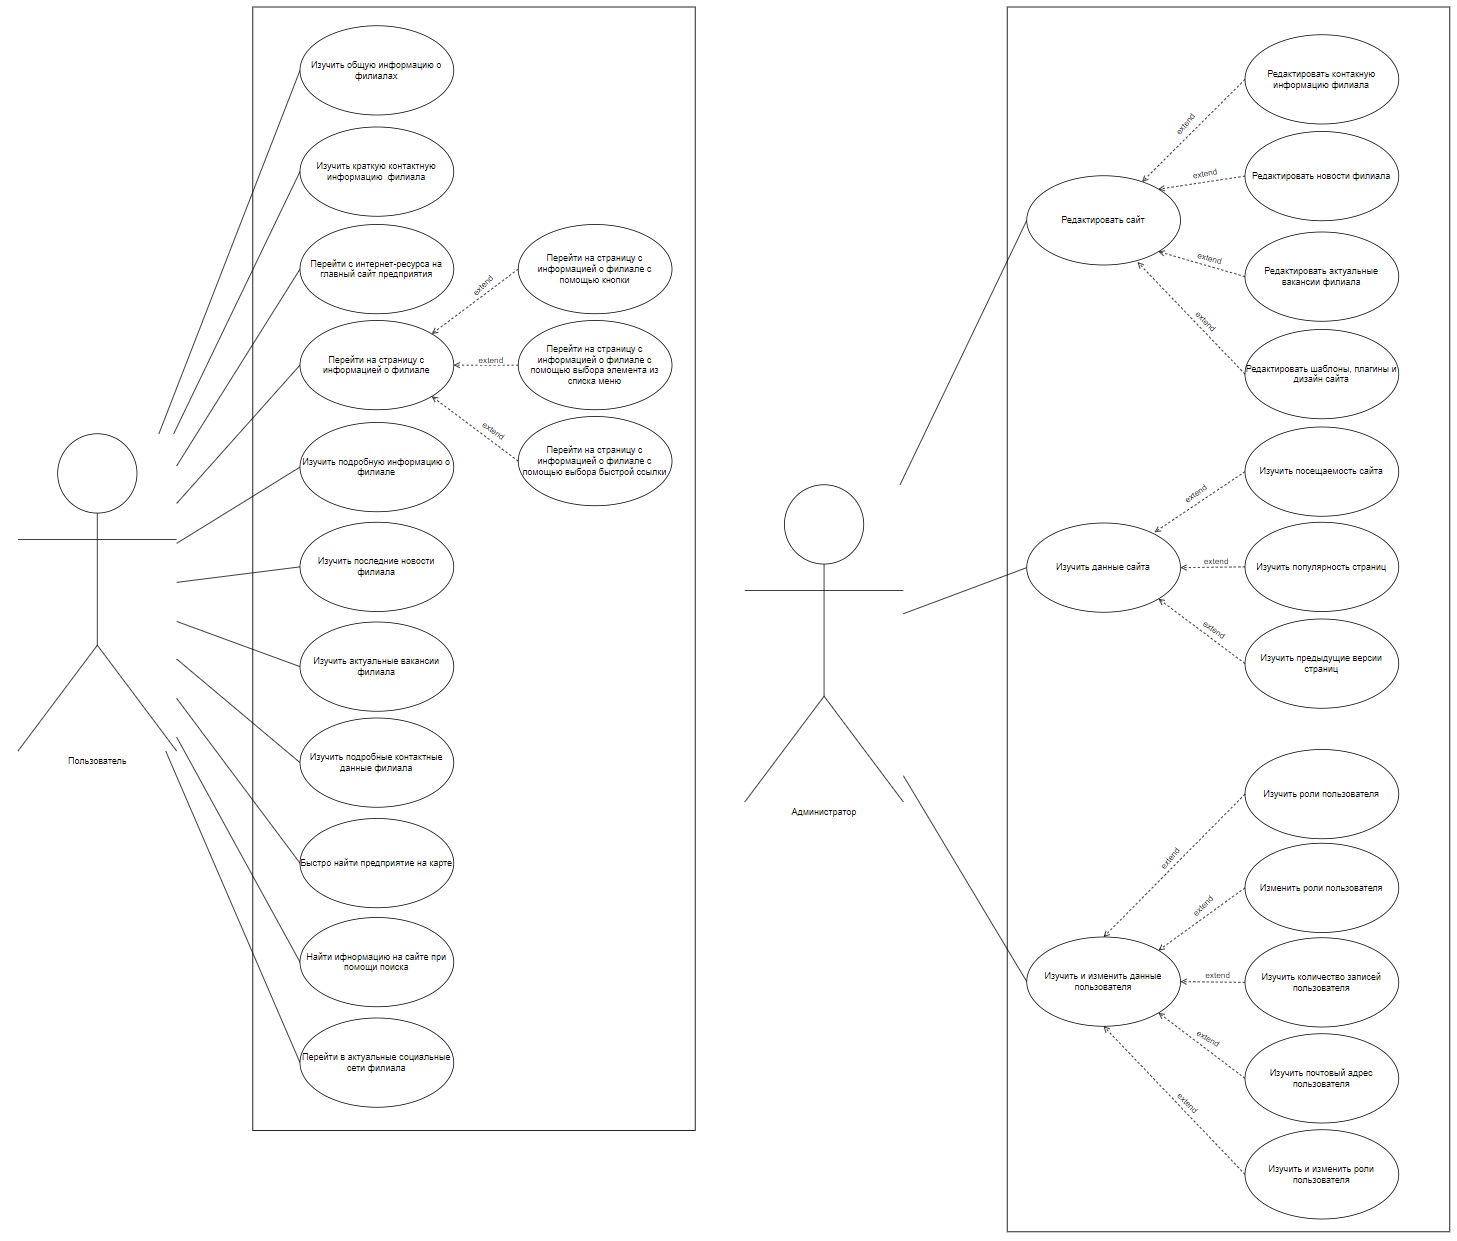 Изучить общую информацию о
филиалах
Изучить краткую контактную
информацию филиала
Перейти с интернет-ресурса на
главный сайт предприятия
Перейти на страницу с
информацией о филиале
Изучить подробную информацию о
филиале
Изучить последние новости
филиала
Изучить актуальные вакансии
филиала
Изучить подробные контактные
данные филиала
Быстро найти предприятие на карте
Найти ифнормацию на сайте при
помощи поиска
Перейти в актуальные социальные
сети филиала
extend
extend
extend
Перейти на страницу с
информацией о филиале с
помощью кнопки
Перейти на страницу с
информацией о филиале с
помощью выбора элемента из
списка меню
Перейти на страницу с
информацией о филиале с
помощью выбора быстрой ссылки
Пользователь
Администратор
Редактировать сайт
extend
extend
extend
extend
Редактировать контакную
информацию филиала
Редактировать новости филиала
Редактировать актуальные
вакансии филиала
Редактировать шаблоны, плагины и
дизайн сайта
Изучить данные сайта
extend
extend
extend
Изучить посещаемость сайта
Изучить популярность страниц
Изучить предыдущие версии
страниц
Изучить и изменить данные
пользователя
extend
extend
extend
extend
extend
Изучить роли пользователя
Изменить роли пользователя
Изучить количество записей
пользователя
Изучить почтовый адрес
пользователя
Изучить и изменить роли
пользователя